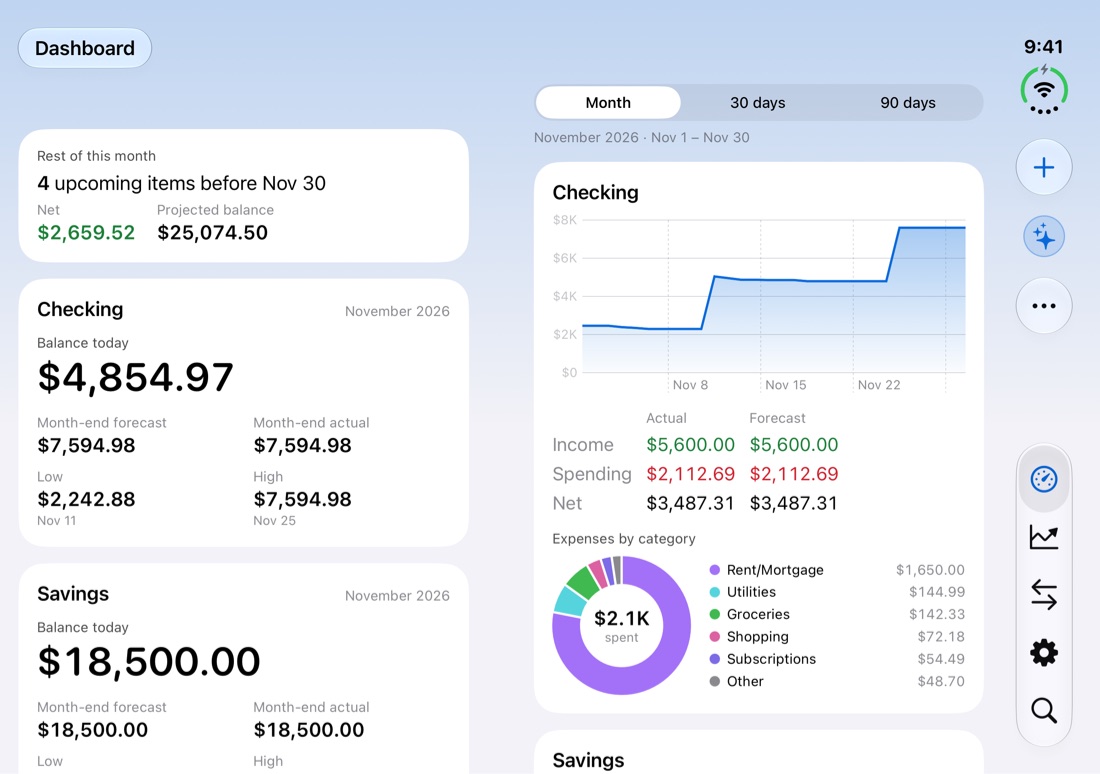 Dashboard
9:41
Month 30 days 90 days
November 2026 · Nov 1 – Nov 30
Rest of this month
4 upcoming items before Nov 30
Net Projected balance
$2,659.52 $25,074.50
Checking November 2026
Balance today
$4,854.97
Month-end forecast Month-end actual
$7,594.98 $7,594.98
Low High
$2,242.88 $7,594.98
Nov 11 Nov 25
Savings November 2026
Balance today
$18,500.00
Month-end forecast Month-end actual
$18,500.00 $18,500.00
Low High
Checking
$8K
$6K
$4K
$2K
$0
Nov 8 Nov 15 Nov 22
Actual Forecast
Income $5,600.00 $5,600.00
Spending $2,112.69 $2,112.69
Net $3,487.31 $3,487.31
Expenses by category
$2.1K
spent
Rent/Mortgage $1,650.00
Utilities $144.99
Groceries $142.33
Shopping $72.18
Subscriptions $54.49
Other $48.70
Savings